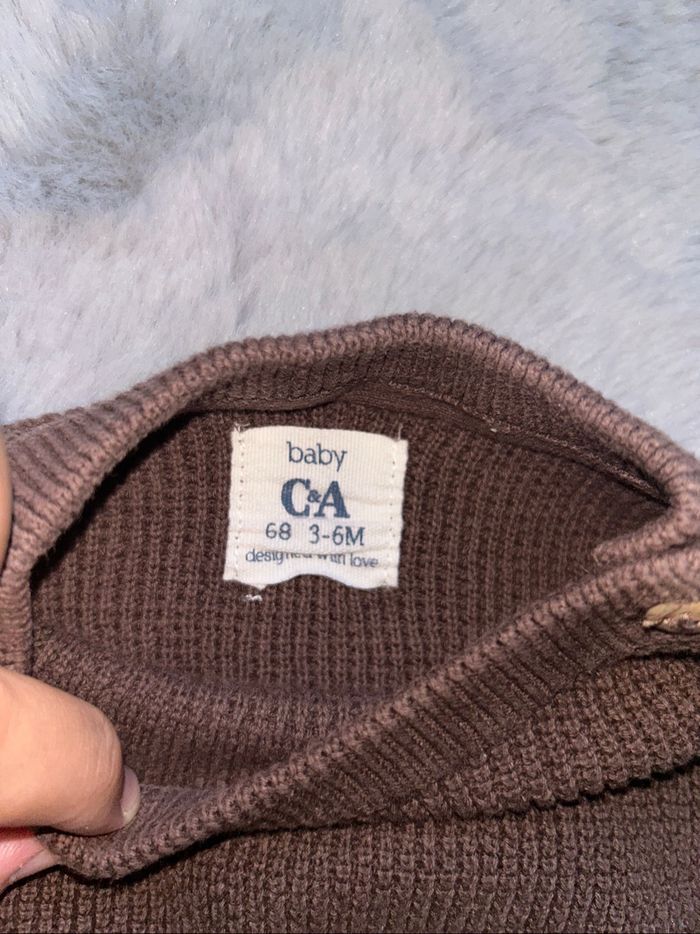 baby
C&A
68 3-6M
designed with love